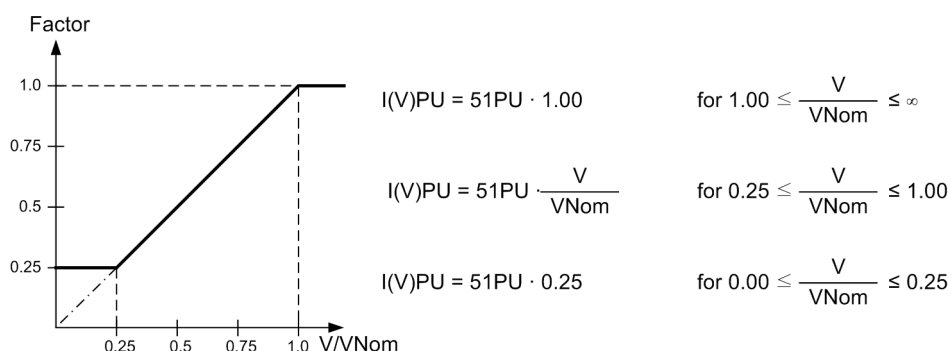 Factor
1.0
0.75
0.5
0.25
0.25 0.5 0.75 1.0 V/VNom
I(V)PU = 51PU · 1.00 for 1.00 ≤ V/VNom ≤ ∞
I(V)PU = 51PU · V/VNom for 0.25 ≤ V/VNom ≤ 1.00
I(V)PU = 51PU · 0.25 for 0.00 ≤ V/VNom ≤ 0.25